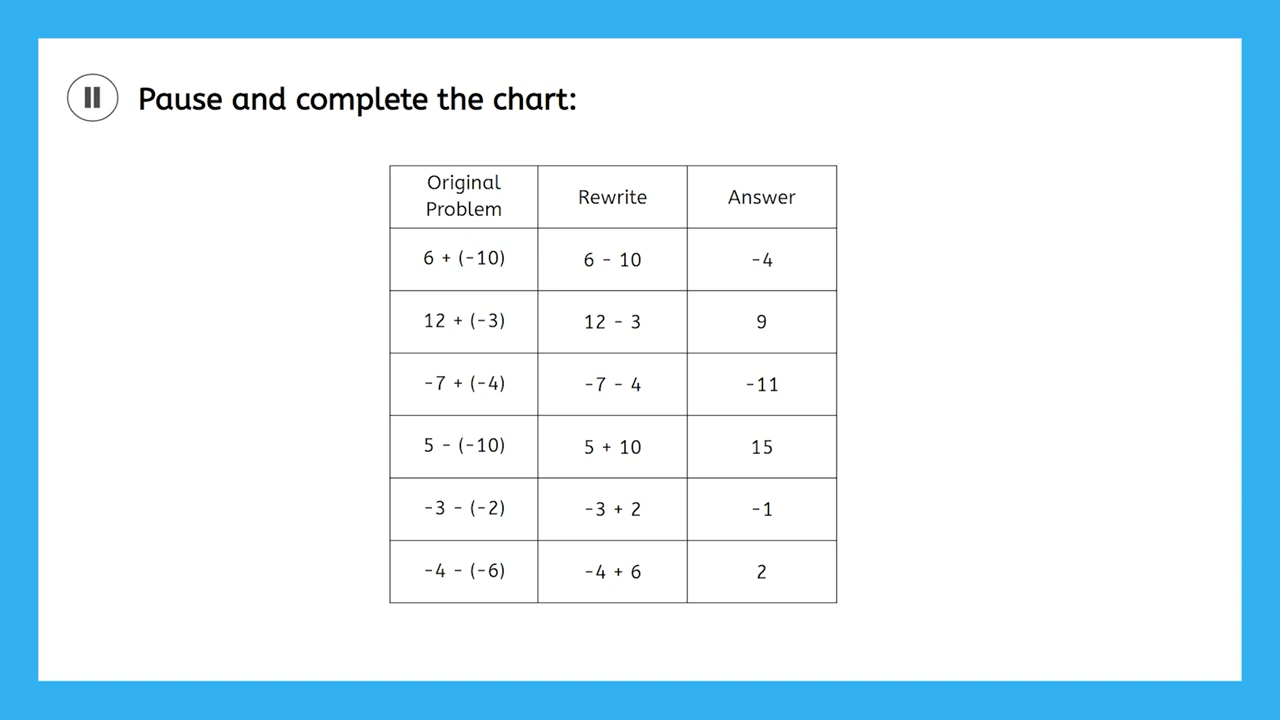 Pause and complete the chart:
Original Problem Rewrite Answer
6 + (-10) 6 - 10 -4
12 + (-3) 12 - 3 9
-7 + (-4) -7 - 4 -11
5 - (-10) 5 + 10 15
-3 - (-2) -3 + 2 -1
-4 - (-6) -4 + 6 2